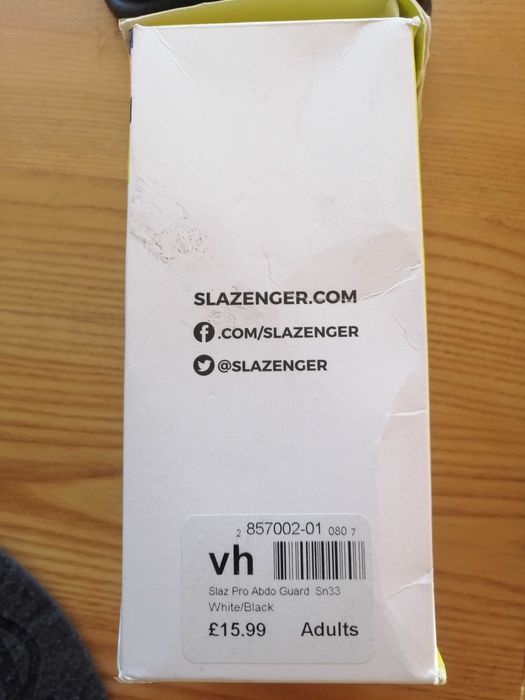 SLAZENGER.COM
f.COM/SLAZENGER
@SLAZENGER
2 857002-01 080 7
vh
Slaz Pro Abdo Guard Sn33
White/Black
£15.99 Adults